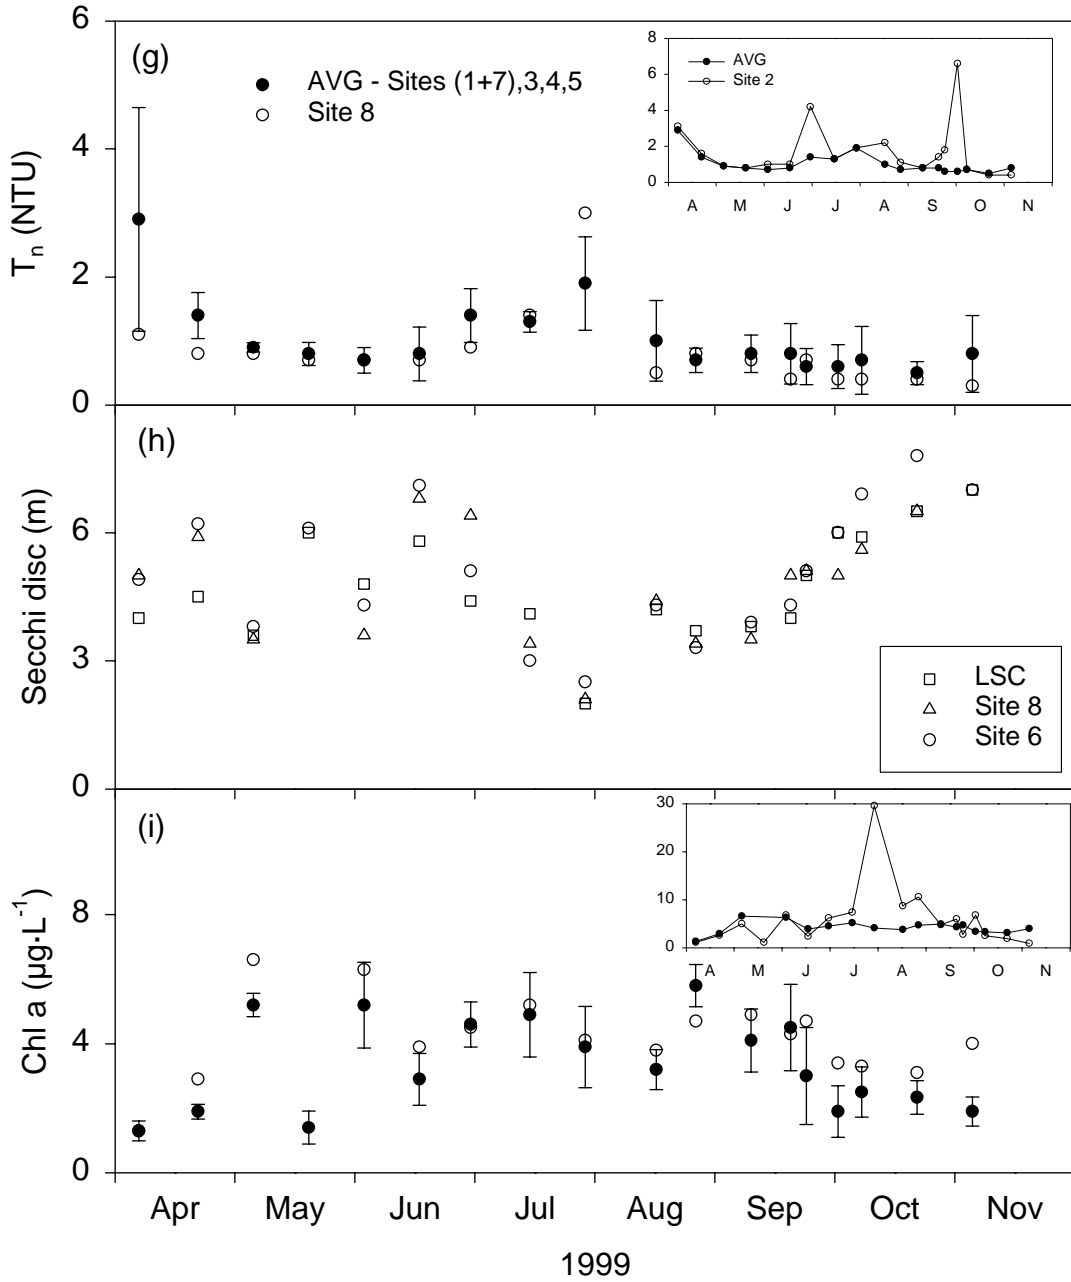 (g)
AVG - Sites (1+7),3,4,5
Site 8
6
4
2
0
Tn (NTU)
8
6
4
2
0
AVG
Site 2
A M J J A S O N
(h)
6
3
0
Secchi disc (m)
LSC
Site 8
Site 6
(i)
8
4
0
Chl a (µg·L-1)
30
20
10
0
A M J J A S O N
Apr May Jun Jul Aug Sep Oct Nov
1999